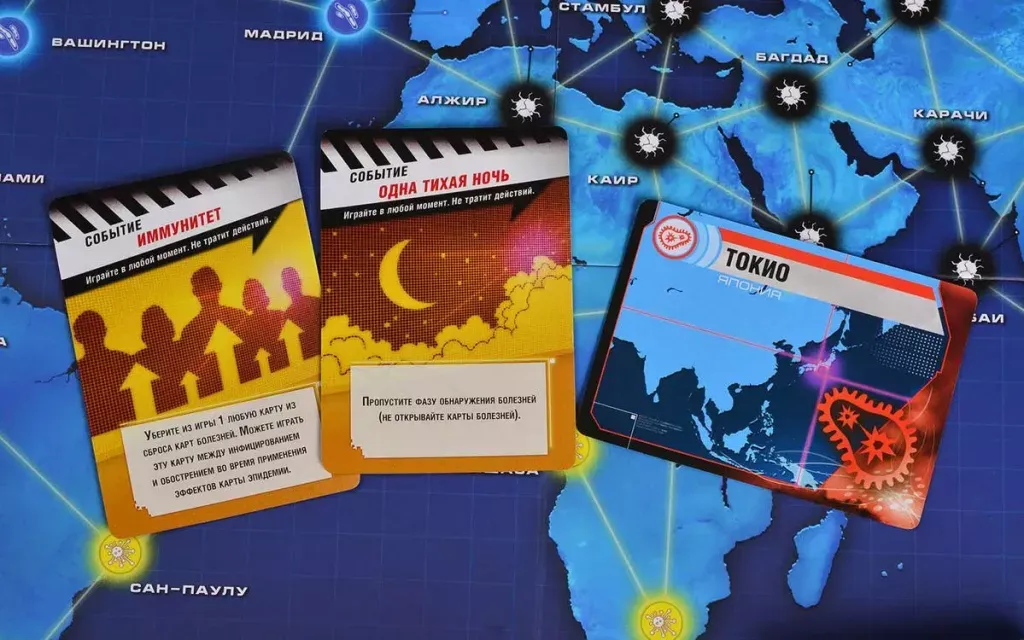 СТАМБУЛ
ВАШИНГТОН
МАДРИД
БАГДАД
АЛЖИР
КАРАЧИ
КАИР
СОБЫТИЕ
ИММУНИТЕТ
Играйте в любой момент. Не тратит действий.
Уберите из игры 1 любую карту из
сброса карт болезней. Можете играть
эту карту между инфицированием
и обострением во время применения
эффектов карты эпидемии.
СОБЫТИЕ
ОДНА ТИХАЯ НОЧЬ
Играйте в любой момент. Не тратит действий.
Пропустите фазу обнаружения болезней
(не открывайте карты болезней).
ТОКИО
ЯПОНИЯ
САН-ПАУЛУ